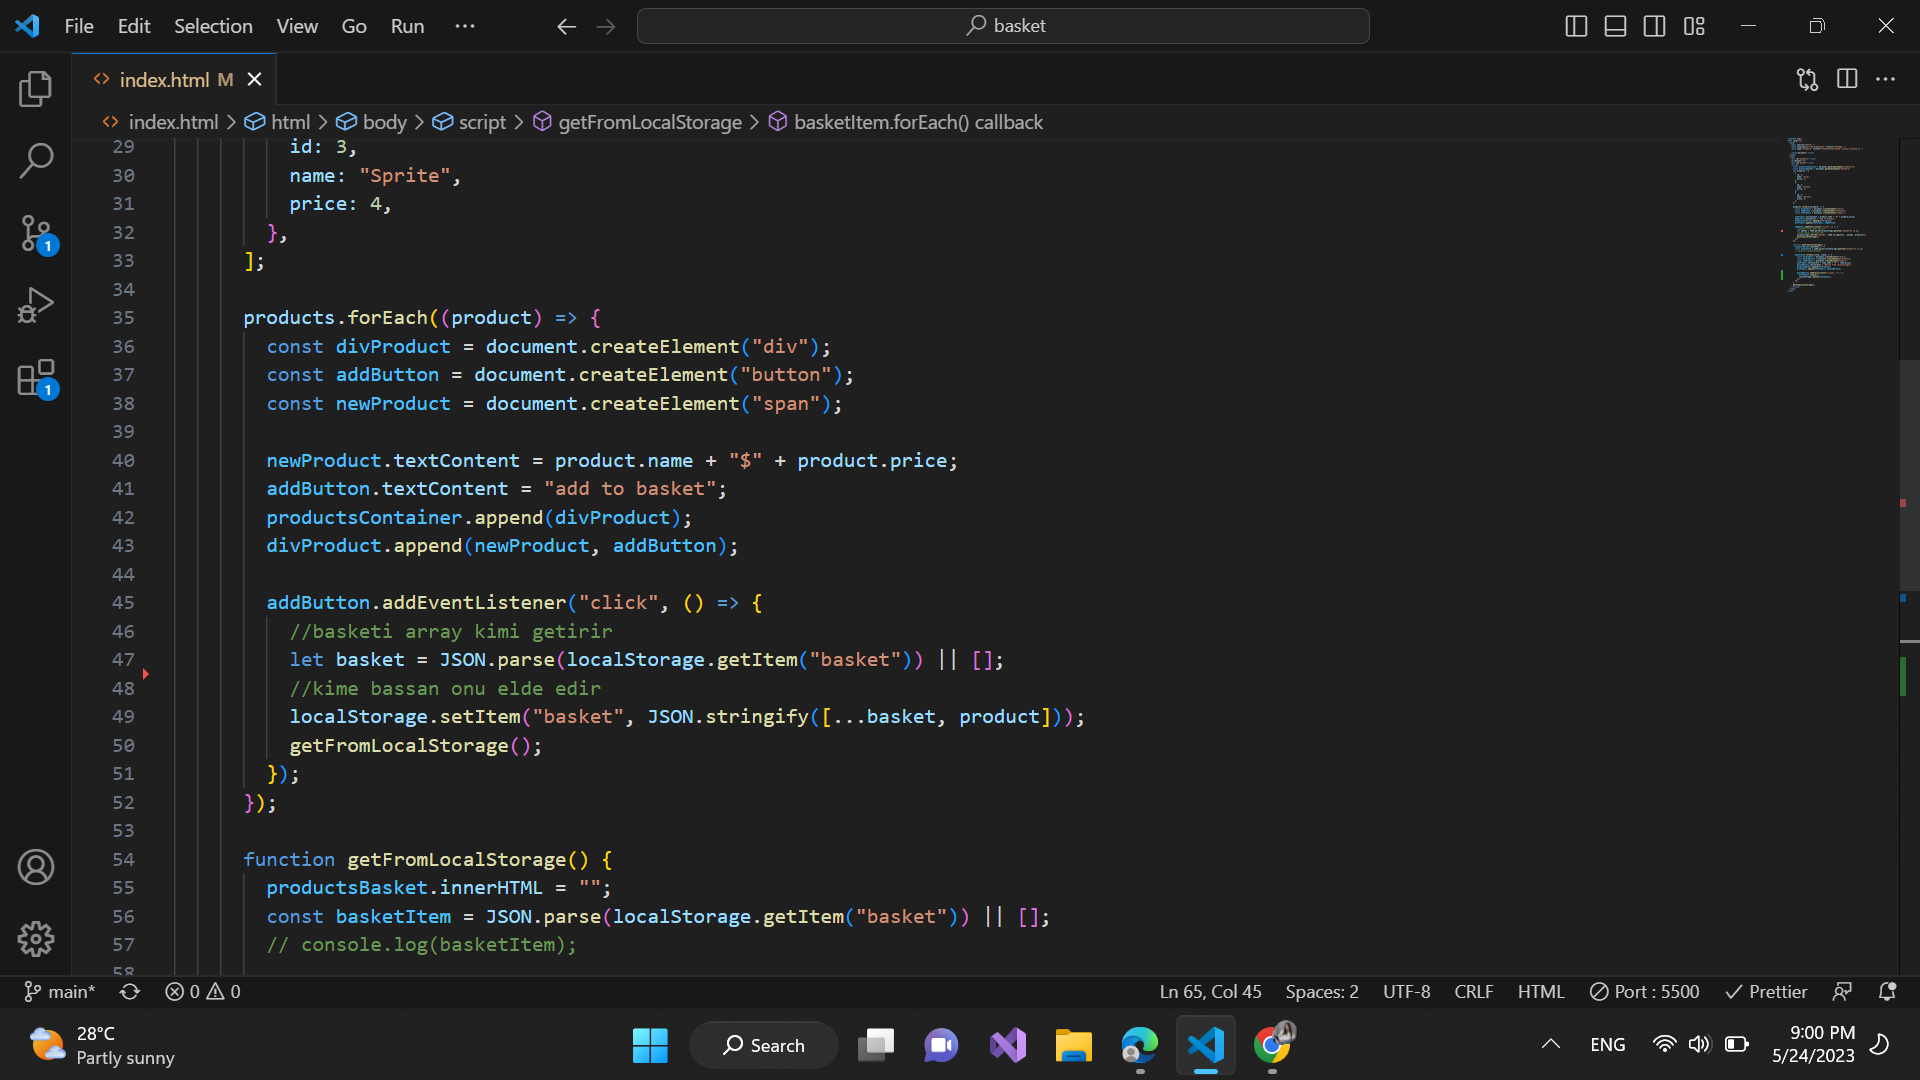 File Edit Selection View Go Run ··· basket
index.html M
index.html > html > body > script > getFromLocalStorage > basketItem.forEach() callback
29 id: 3,
30 name: "Sprite",
31 price: 4,
32 },
33 ];
34
35 products.forEach((product) => {
36 const divProduct = document.createElement("div");
37 const addButton = document.createElement("button");
38 const newProduct = document.createElement("span");
39
40 newProduct.textContent = product.name + "$" + product.price;
41 addButton.textContent = "add to basket";
42 productsContainer.append(divProduct);
43 divProduct.append(newProduct, addButton);
44
45 addButton.addEventListener("click", () => {
46 //basketi array kimi getirir
47 let basket = JSON.parse(localStorage.getItem("basket")) || [];
48 //kime bassan onu elde edir
49 localStorage.setItem("basket", JSON.stringify([...basket, product]));
50 getFromLocalStorage();
51 });
52 });
53
54 function getFromLocalStorage() {
55 productsBasket.innerHTML = "";
56 const basketItem = JSON.parse(localStorage.getItem("basket")) || [];
57 // console.log(basketItem);
58
1
1
main* 0 0 Ln 65, Col 45 Spaces: 2 UTF-8 CRLF HTML Port : 5500 Prettier
28°C
Partly sunny
Search
ENG
9:00 PM
5/24/2023